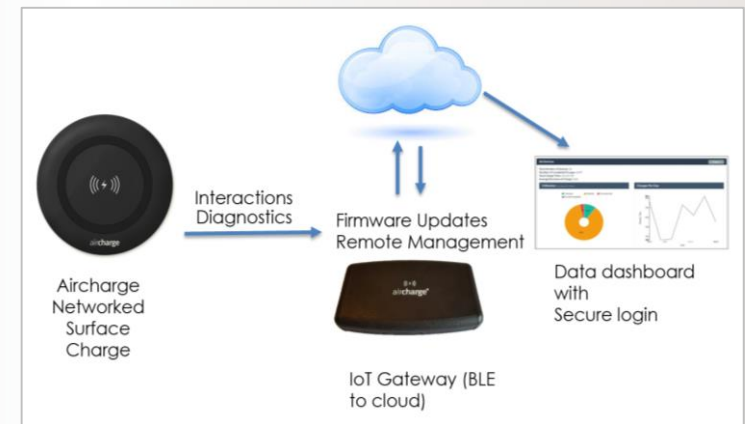 aircharge
Aircharge
Networked
Surface
Charge
Interactions
Diagnostics
Firmware Updates
Remote Management
aircharge
IoT Gateway (BLE
to cloud)
Data dashboard
with
Secure login